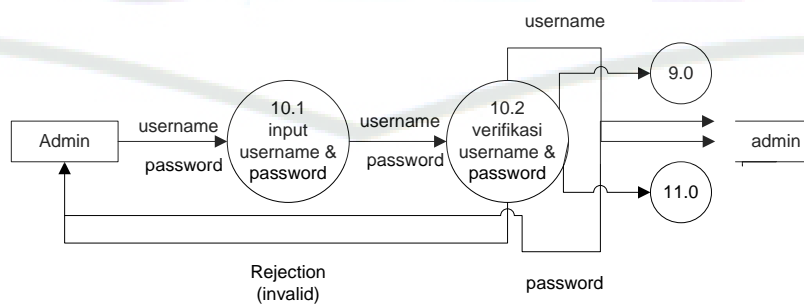 username
9.0
10.1
input
username &
password
10.2
verifikasi
username &
password
Admin
username
password
username
password
admin
11.0
Rejection
(invalid)
password